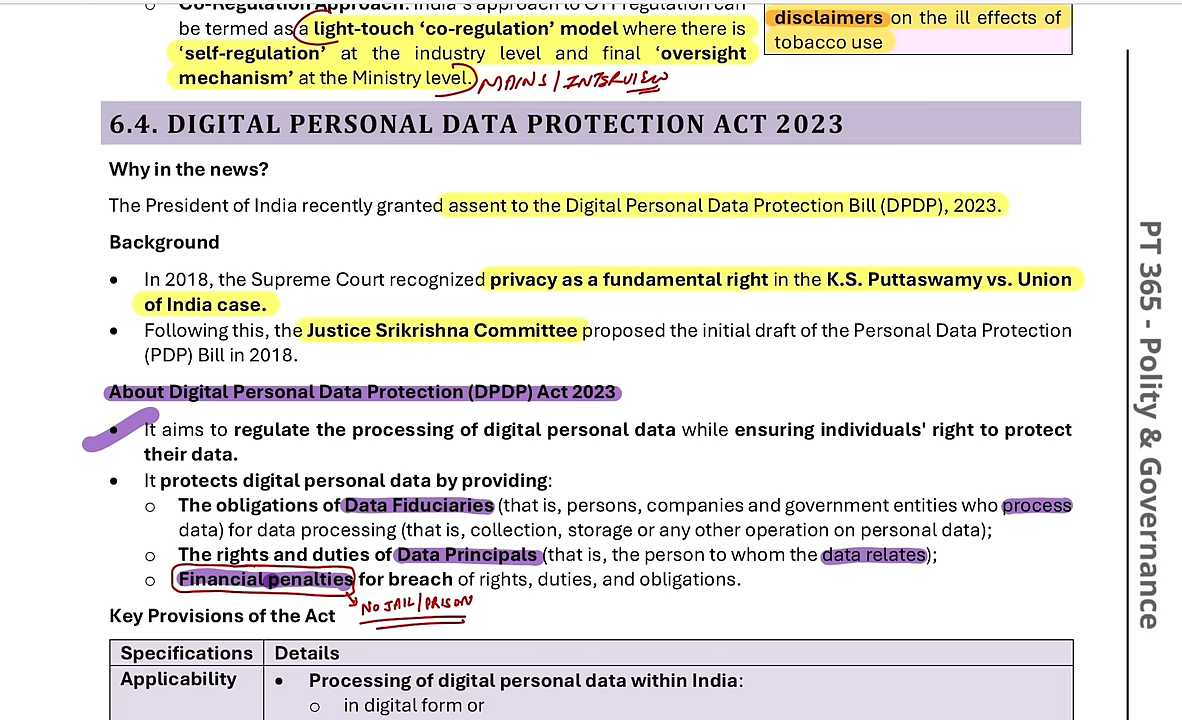 o Co-Regulation Approach: India's approach to OTT regulation can
be termed as a light-touch ‘co-regulation’ model where there is
‘self-regulation’ at the industry level and final ‘oversight
mechanism’ at the Ministry level. MAINS / INTERVIEW
disclaimers on the ill effects of
tobacco use
6.4. DIGITAL PERSONAL DATA PROTECTION ACT 2023
Why in the news?
The President of India recently granted assent to the Digital Personal Data Protection Bill (DPDP), 2023.
Background
• In 2018, the Supreme Court recognized privacy as a fundamental right in the K.S. Puttaswamy vs. Union
of India case.
• Following this, the Justice Srikrishna Committee proposed the initial draft of the Personal Data Protection
(PDP) Bill in 2018.
About Digital Personal Data Protection (DPDP) Act 2023
• It aims to regulate the processing of digital personal data while ensuring individuals' right to protect
their data.
• It protects digital personal data by providing:
o The obligations of Data Fiduciaries (that is, persons, companies and government entities who process
data) for data processing (that is, collection, storage or any other operation on personal data);
o The rights and duties of Data Principals (that is, the person to whom the data relates);
o Financial penalties for breach of rights, duties, and obligations.
NO JAIL / PRISON
Key Provisions of the Act
Specifications Details
Applicability • Processing of digital personal data within India:
o in digital form or
PT 365 - Polity & Governance